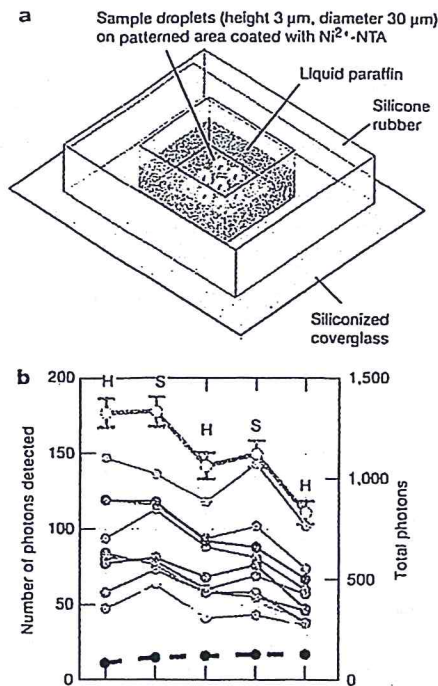 a
Sample droplets (height 3 μm, diameter 30 μm)
on patterned area coated with Ni²⁺-NTA
Liquid paraffin
Silicone
rubber
Siliconized
coverglass
b
200
150
100
50
0
Number of photons detected
H
S
H
S
H
1,500
1,000
500
0
Total photons